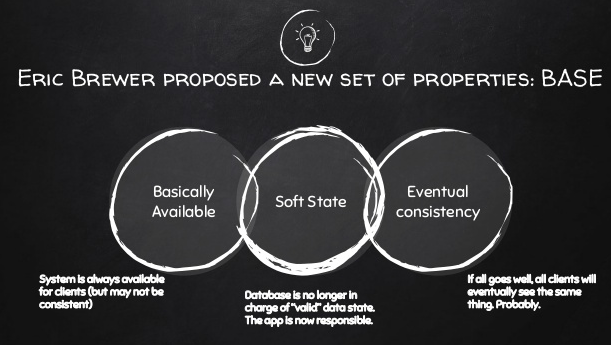 Eric Brewer proposed a new set of properties: BASE
Basically
Available
Soft State
Eventual
consistency
System is always available
for clients (but may not be
consistent)
Database is no longer in
charge of "valid" data state.
The app is now responsible.
If all goes well, all clients will
eventually see the same
thing. Probably.